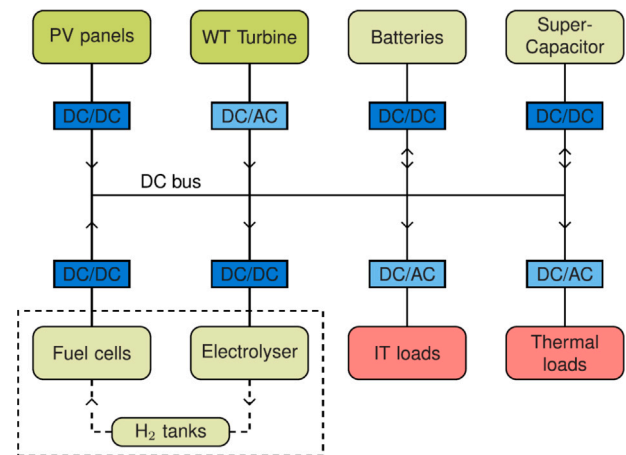 PV panels
WT Turbine
Batteries
Super-
Capacitor
DC/DC
DC/AC
DC/DC
DC/DC
DC bus
DC/DC
DC/DC
DC/AC
DC/AC
Fuel cells
Electrolyser
IT loads
Thermal
loads
H₂ tanks